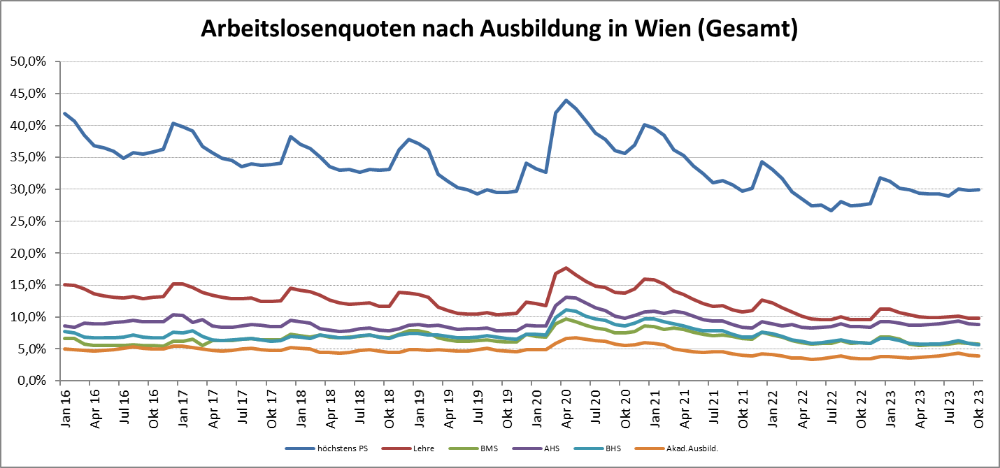 Arbeitslosenquoten nach Ausbildung in Wien (Gesamt)
50,0%
45,0%
40,0%
35,0%
30,0%
25,0%
20,0%
15,0%
10,0%
5,0%
0,0%
Jan 16
Apr 16
Jul 16
Okt 16
Jan 17
Apr 17
Jul 17
Okt 17
Jan 18
Apr 18
Jul 18
Okt 18
Jan 19
Apr 19
Jul 19
Okt 19
Jan 20
Apr 20
Jul 20
Okt 20
Jan 21
Apr 21
Jul 21
Okt 21
Jan 22
Apr 22
Jul 22
Okt 22
Jan 23
Apr 23
Jul 23
Okt 23
höchstens PS Lehre BMS AHS BHS Akad.Ausbild.